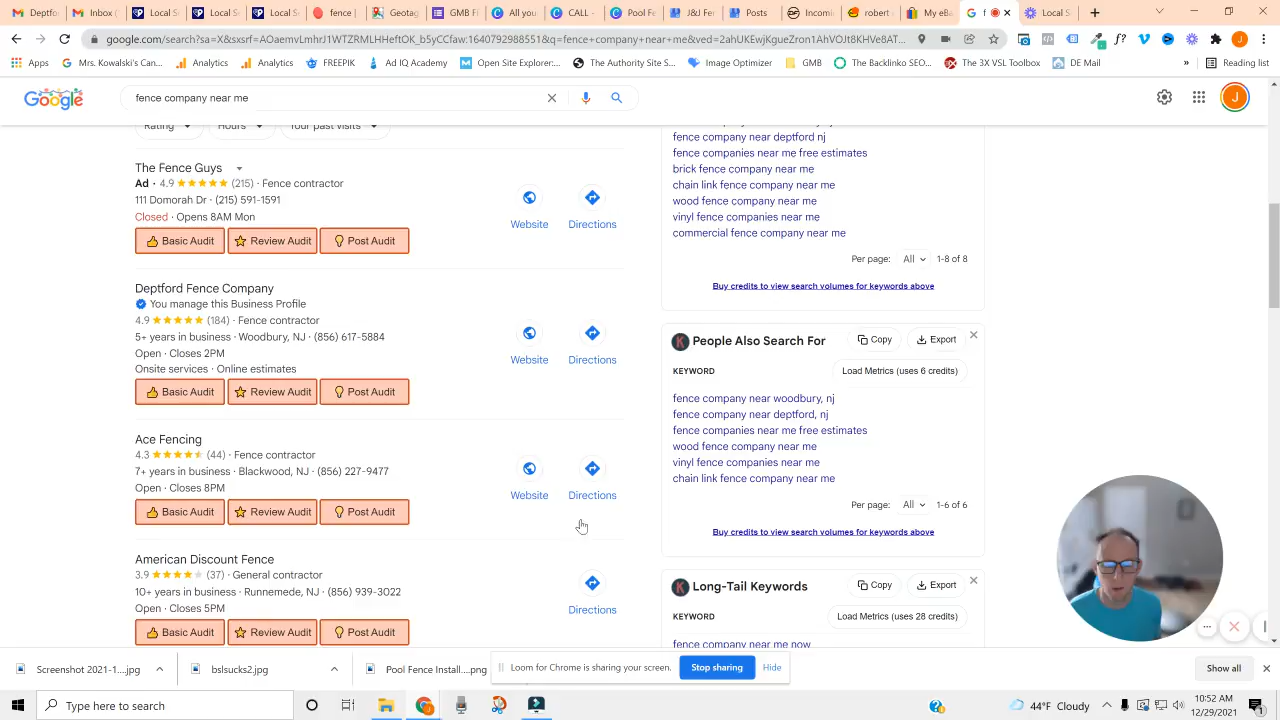 Deptford
Inbox (
Local S
Local S
fence (
Geotag
GMB F
All you
CALL -
Pool Fe
J&J Fe
Posts
Income
robert
My eBa
g f
Local S
google.com/search?sa=X&sxsrf=AOaemvLmhrJ1WTZRMLHHeftOK_b5yCCfaw:1640792988551&q=fence+company+near+me&ved=2ahUKEwjKgueZron1AhVOJt8KHVe8AT...
Apps
Mrs. Kowalski's Ca...
Analytics
Analytics
FREEPIK
Ad IQ Academy
Open Site Explorer:...
The Authority Site S...
Image Optimizer
GMB
The Backlinko SEO...
The 3X VSL Toolbox
DE Mail
»
Reading list
Google
fence company near me
J
Rating
Hours
Your past visits
The Fence Guys
Ad · 4.9 (215) · Fence contractor
111 Domorah Dr · (215) 591-1591
Closed · Opens 8AM Mon
Website
Directions
Basic Audit
Review Audit
Post Audit
Deptford Fence Company
You manage this Business Profile
4.9 (184) · Fence contractor
5+ years in business · Woodbury, NJ · (856) 617-5884
Open · Closes 2PM
Onsite services · Online estimates
Website
Directions
Basic Audit
Review Audit
Post Audit
Ace Fencing
4.3 (44) · Fence contractor
7+ years in business · Blackwood, NJ · (856) 227-9477
Open · Closes 8PM
Website
Directions
Basic Audit
Review Audit
Post Audit
American Discount Fence
3.9 (37) · General contractor
10+ years in business · Runnemede, NJ · (856) 939-3022
Open · Closes 5PM
Directions
Basic Audit
Review Audit
Post Audit
fence company near deptford nj
fence companies near me free estimates
brick fence company near me
chain link fence company near me
wood fence company near me
vinyl fence companies near me
commercial fence company near me
Per page: All 1-8 of 8
Buy credits to view search volumes for keywords above
K People Also Search For
Copy
Export
KEYWORD
Load Metrics (uses 6 credits)
fence company near woodbury, nj
fence company near deptford, nj
fence companies near me free estimates
wood fence company near me
vinyl fence companies near me
chain link fence company near me
Per page: All 1-6 of 6
Buy credits to view search volumes for keywords above
K Long-Tail Keywords
Copy
Export
KEYWORD
Load Metrics (uses 28 credits)
fence company near me now
Screenshot 2021-1....jpg
bslsucks2.jpg
Pool Fence Install....png
Loom for Chrome is sharing your screen.
Stop sharing
Hide
Show all
Type here to search
44°F Cloudy
10:52 AM
12/29/2021